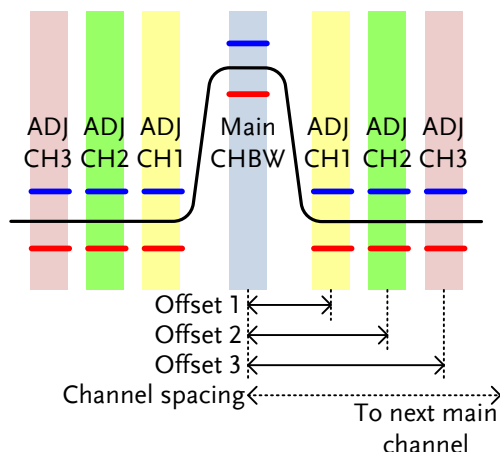 ADJ ADJ ADJ Main ADJ ADJ ADJ
CH3 CH2 CH1 CHBW CH1 CH2 CH3
Offset 1
Offset 2
Offset 3
Channel spacing
To next main
channel